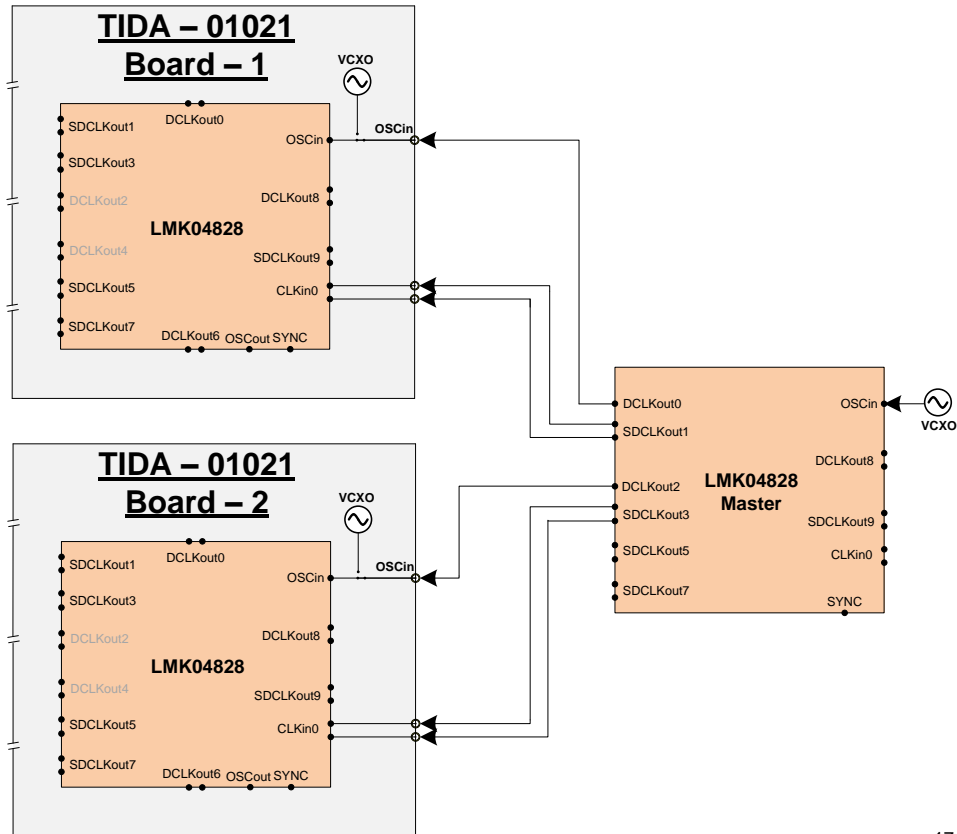 TIDA – 01021
Board – 1
VCXO
DCLKout0
SDCLKout1
OSCin
OSCin
SDCLKout3
DCLKout2
DCLKout8
LMK04828
DCLKout4
SDCLKout9
SDCLKout5
CLKin0
SDCLKout7
DCLKout6
OSCout
SYNC
TIDA – 01021
Board – 2
VCXO
DCLKout0
SDCLKout1
OSCin
OSCin
SDCLKout3
DCLKout2
DCLKout8
LMK04828
DCLKout4
SDCLKout9
SDCLKout5
CLKin0
SDCLKout7
DCLKout6
OSCout
SYNC
DCLKout0
OSCin
VCXO
SDCLKout1
DCLKout8
LMK04828
Master
DCLKout2
SDCLKout3
SDCLKout9
SDCLKout5
CLKin0
SDCLKout7
SYNC